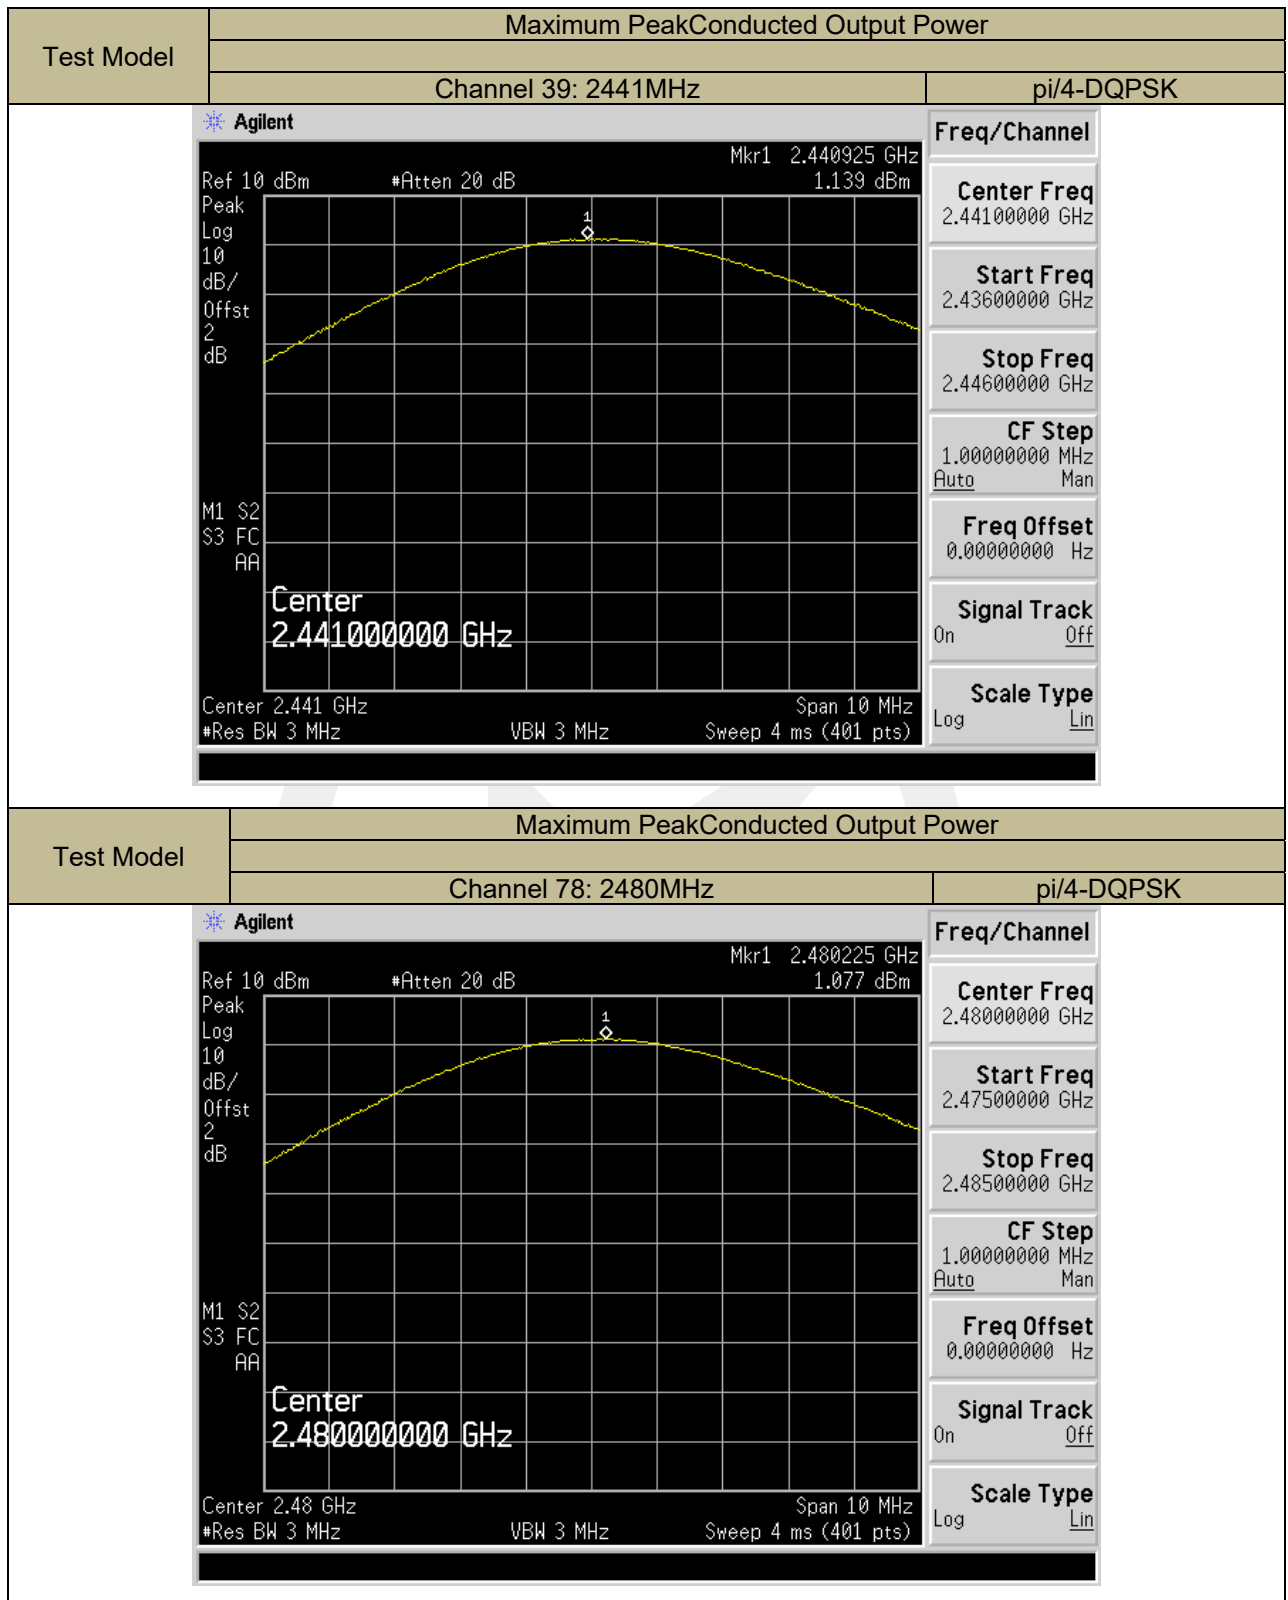 Test Model
Maximum PeakConducted Output Power
Channel 39: 2441MHz
pi/4-DQPSK
Agilent
Freq/Channel
Mkr1 2.440925 GHz
Ref 10 dBm #Atten 20 dB 1.139 dBm
Peak
Log
10
dB/
Offst
2
dB
1
M1 S2
S3 FC
AA
Center
2.441000000 GHz
Center 2.441 GHz Span 10 MHz
#Res BW 3 MHz VBW 3 MHz Sweep 4 ms (401 pts)
Center Freq
2.44100000 GHz
Start Freq
2.43600000 GHz
Stop Freq
2.44600000 GHz
CF Step
1.00000000 MHz
Auto Man
Freq Offset
0.00000000 Hz
Signal Track
On Off
Scale Type
Log Lin
Test Model
Maximum PeakConducted Output Power
Channel 78: 2480MHz
pi/4-DQPSK
Agilent
Freq/Channel
Mkr1 2.480225 GHz
Ref 10 dBm #Atten 20 dB 1.077 dBm
Peak
Log
10
dB/
Offst
2
dB
1
M1 S2
S3 FC
AA
Center
2.480000000 GHz
Center 2.48 GHz Span 10 MHz
#Res BW 3 MHz VBW 3 MHz Sweep 4 ms (401 pts)
Center Freq
2.48000000 GHz
Start Freq
2.47500000 GHz
Stop Freq
2.48500000 GHz
CF Step
1.00000000 MHz
Auto Man
Freq Offset
0.00000000 Hz
Signal Track
On Off
Scale Type
Log Lin